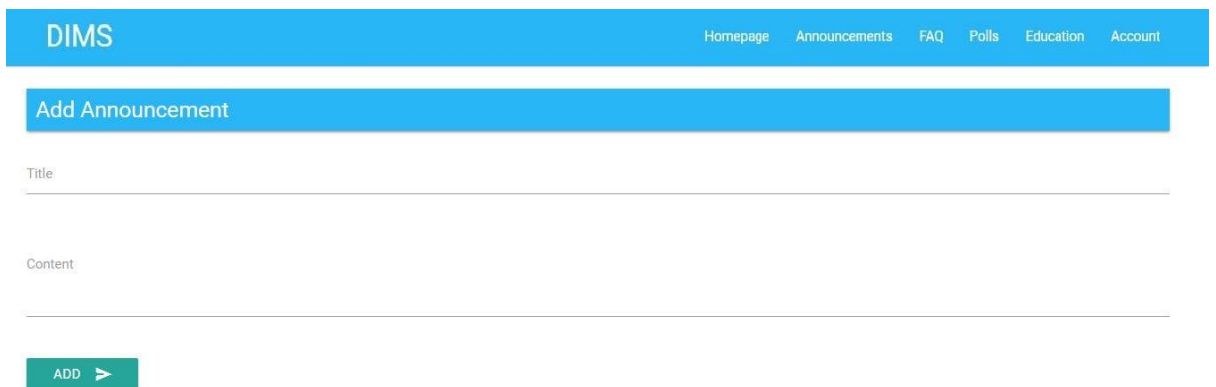 DIMS
Homepage Announcements FAQ Polls Education Account
Add Announcement
Title
Content
ADD